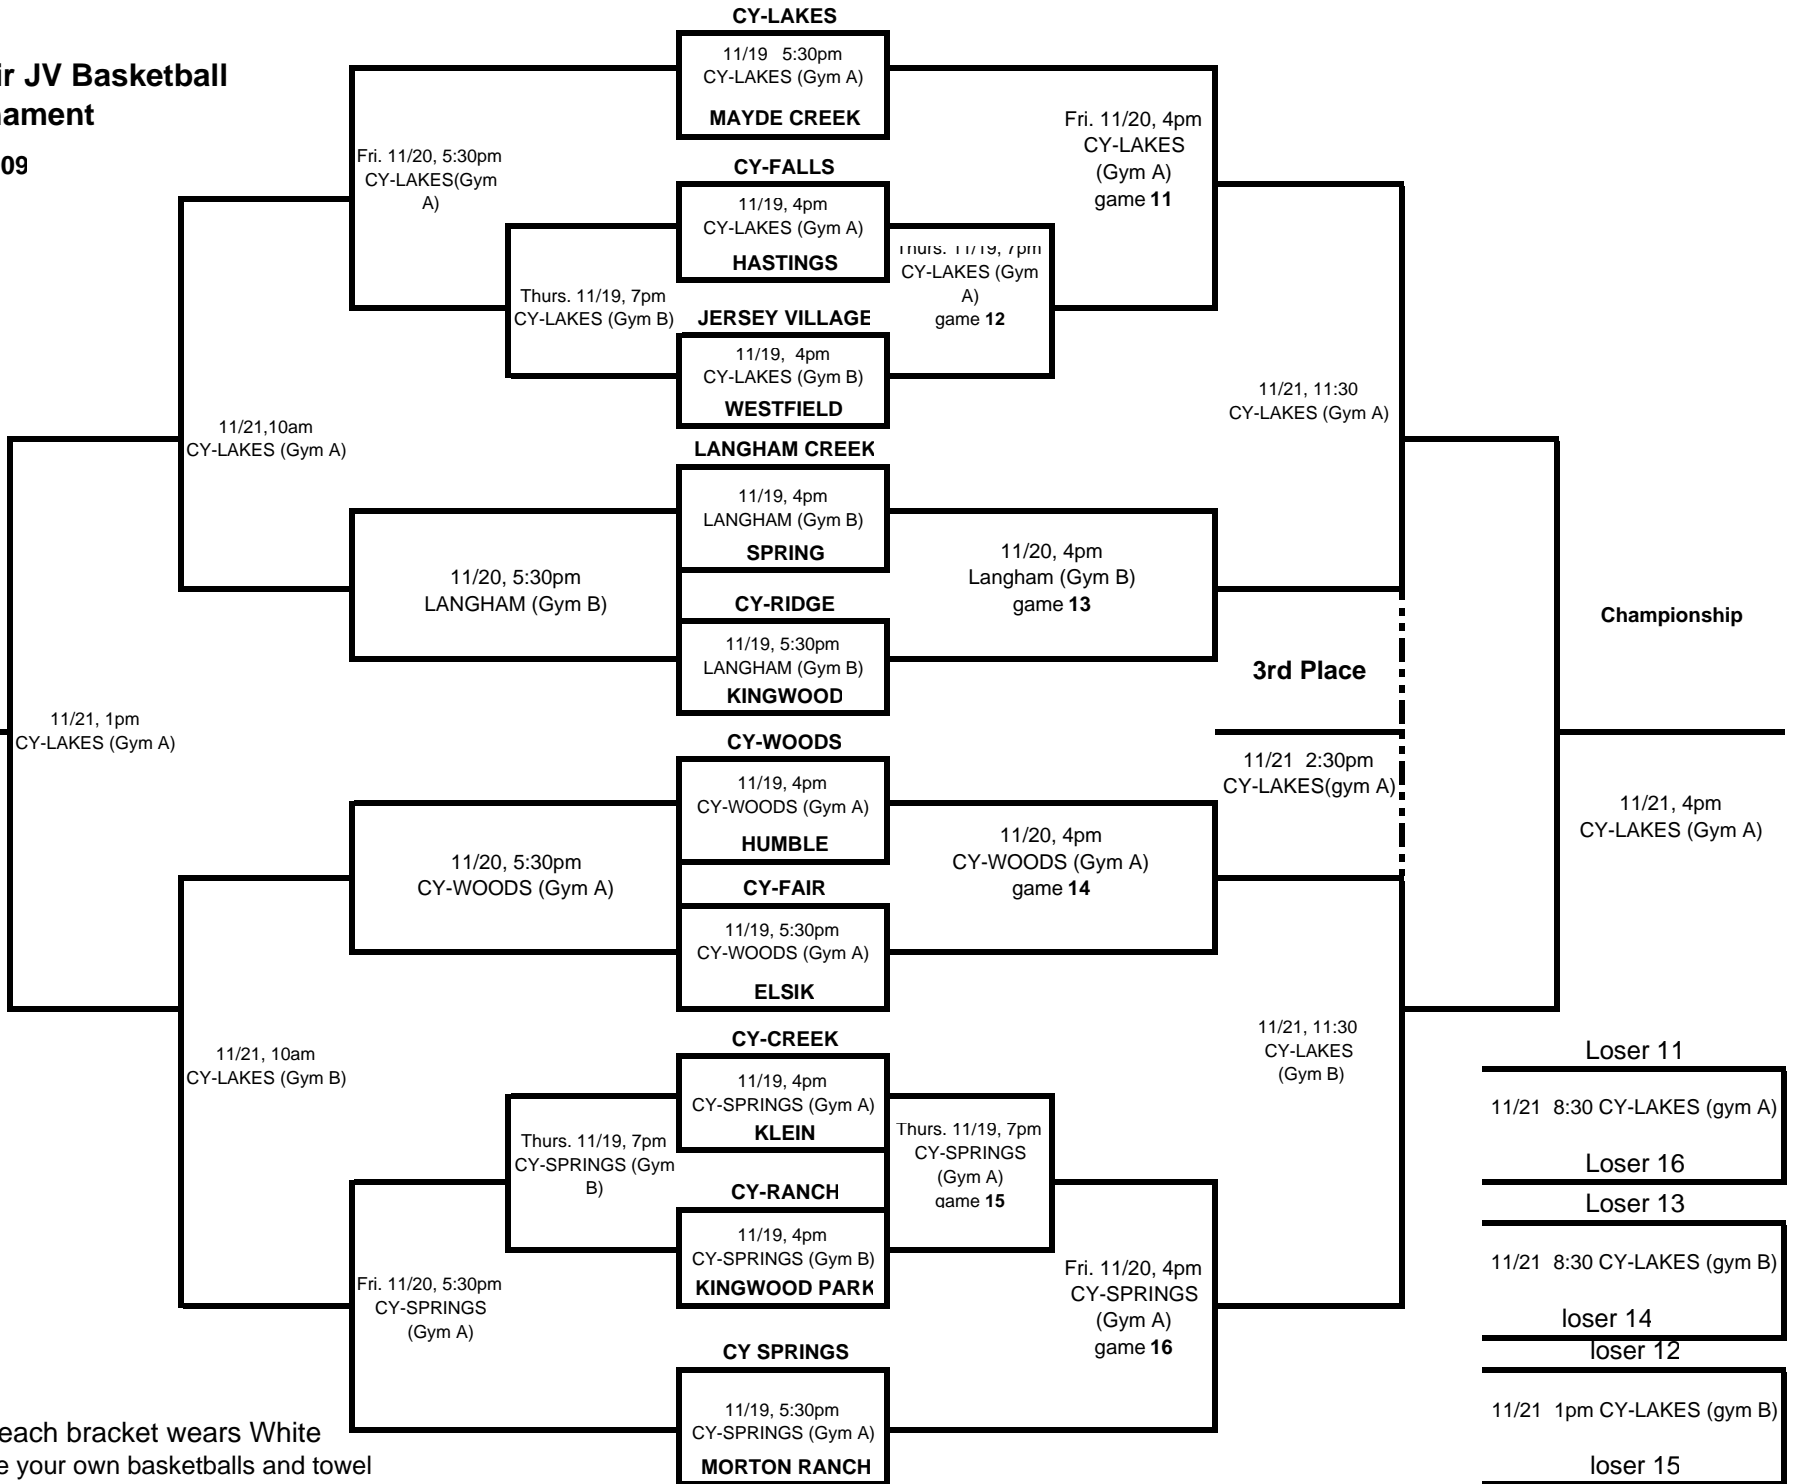 ir JV Basketball
nament
09
CY-LAKES
11/19 5:30pm
CY-LAKES (Gym A)
MAYDE CREEK
Fri. 11/20, 5:30pm
CY-LAKES(Gym
A)
Fri. 11/20, 4pm
CY-LAKES
(Gym A)
game 11
CY-FALLS
11/19, 4pm
CY-LAKES (Gym A)
HASTINGS
Thurs. 11/19, 7pm
CY-LAKES (Gym B)
Thurs. 11/19, 7pm
CY-LAKES (Gym
A)
game 12
JERSEY VILLAGE
11/19, 4pm
CY-LAKES (Gym B)
WESTFIELD
11/21,10am
CY-LAKES (Gym A)
11/21, 11:30
CY-LAKES (Gym A)
LANGHAM CREEK
11/19, 4pm
LANGHAM (Gym B)
SPRING
11/20, 5:30pm
LANGHAM (Gym B)
11/20, 4pm
Langham (Gym B)
game 13
CY-RIDGE
11/19, 5:30pm
LANGHAM (Gym B)
KINGWOOD
Championship
3rd Place
11/21, 1pm
CY-LAKES (Gym A)
11/21 2:30pm
CY-LAKES(gym A)
11/21, 4pm
CY-LAKES (Gym A)
CY-WOODS
11/19, 4pm
CY-WOODS (Gym A)
HUMBLE
11/20, 5:30pm
CY-WOODS (Gym A)
11/20, 4pm
CY-WOODS (Gym A)
game 14
CY-FAIR
11/19, 5:30pm
CY-WOODS (Gym A)
ELSIK
11/21, 10am
CY-LAKES (Gym B)
11/21, 11:30
CY-LAKES
(Gym B)
CY-CREEK
11/19, 4pm
CY-SPRINGS (Gym A)
KLEIN
Thurs. 11/19, 7pm
CY-SPRINGS (Gym
B)
Thurs. 11/19, 7pm
CY-SPRINGS
(Gym A)
game 15
CY-RANCH
11/19, 4pm
CY-SPRINGS (Gym B)
KINGWOOD PARK
Fri. 11/20, 5:30pm
CY-SPRINGS
(Gym A)
Fri. 11/20, 4pm
CY-SPRINGS
(Gym A)
game 16
CY SPRINGS
11/19, 5:30pm
CY-SPRINGS (Gym A)
MORTON RANCH
Loser 11
11/21 8:30 CY-LAKES (gym A)
Loser 16
Loser 13
11/21 8:30 CY-LAKES (gym B)
loser 14
loser 12
11/21 1pm CY-LAKES (gym B)
loser 15
each bracket wears White
e your own basketballs and towel